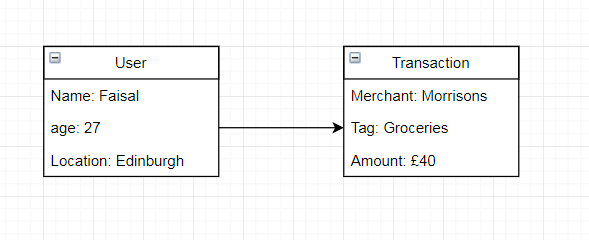 User
Name: Faisal
age: 27
Location: Edinburgh
Transaction
Merchant: Morrisons
Tag: Groceries
Amount: £40